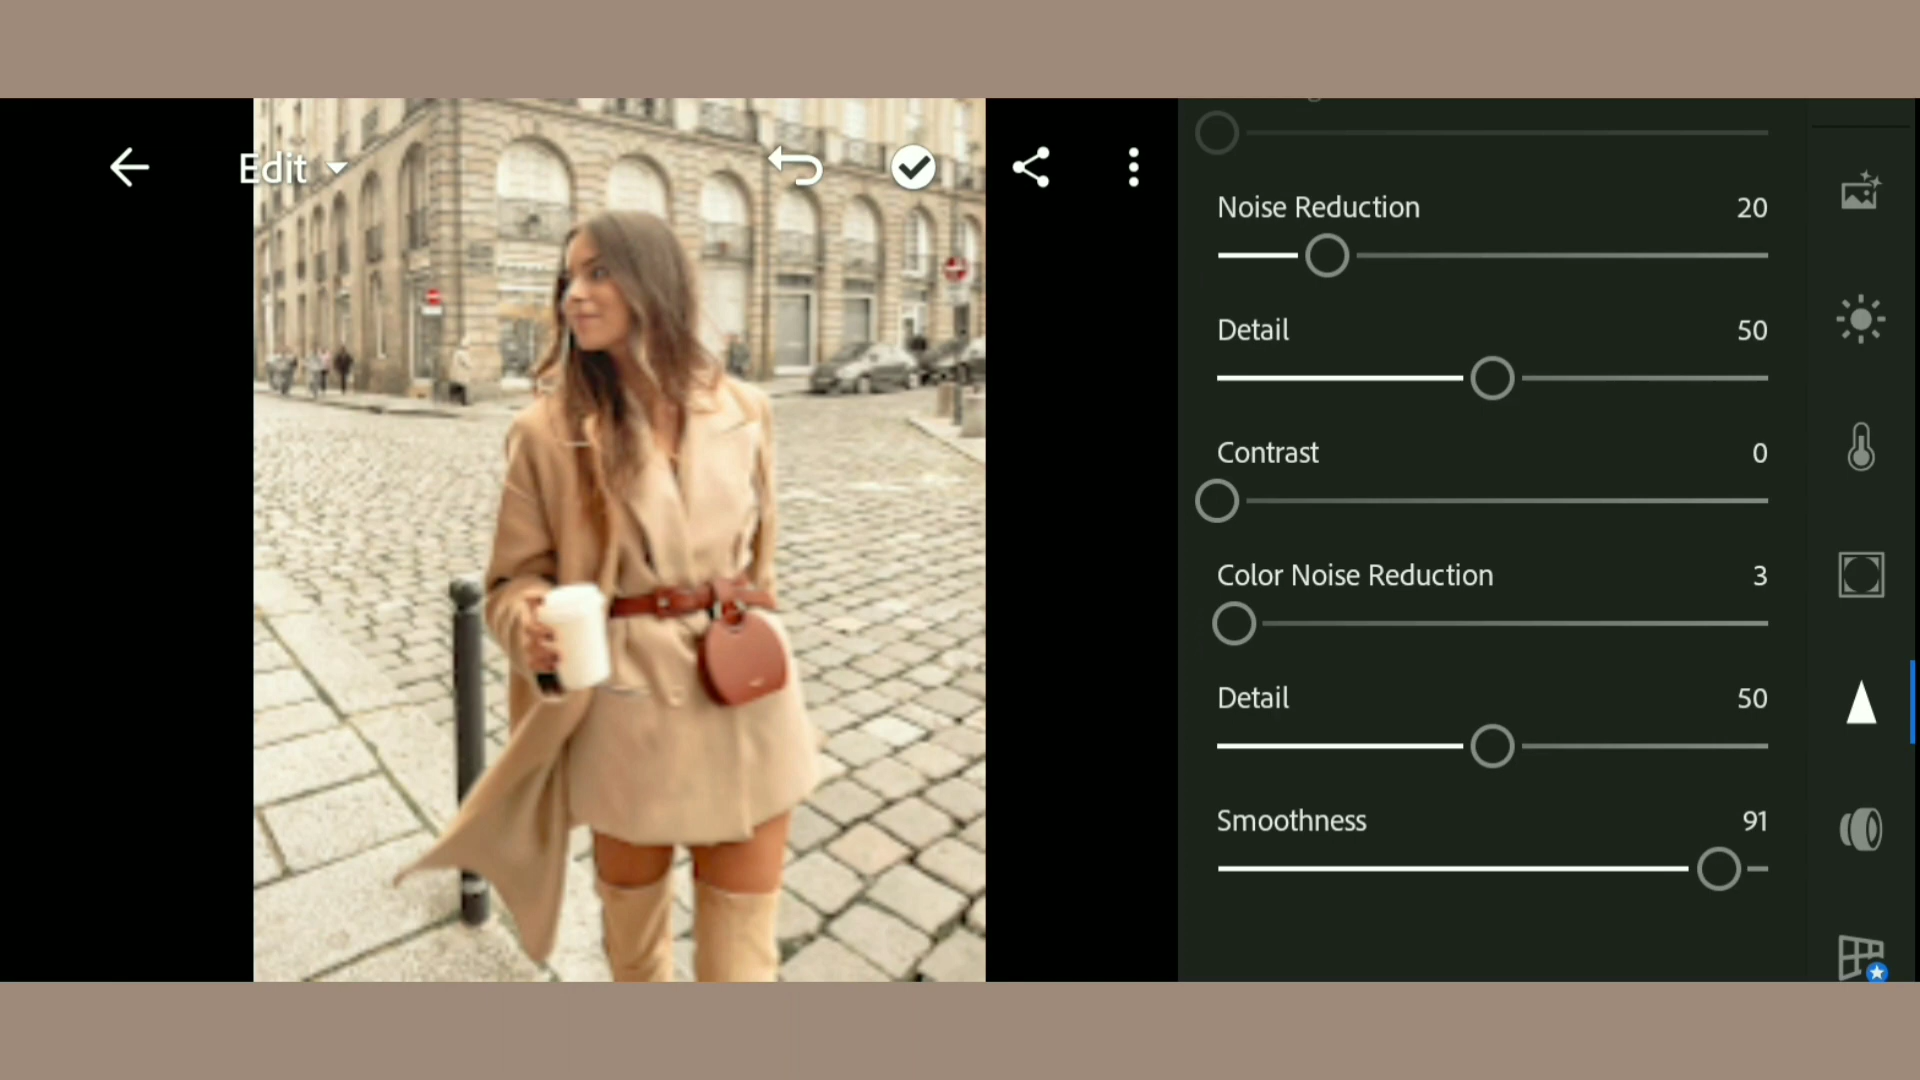 Edit
Noise Reduction 20
Detail 50
Contrast 0
Color Noise Reduction 3
Detail 50
Smoothness 91